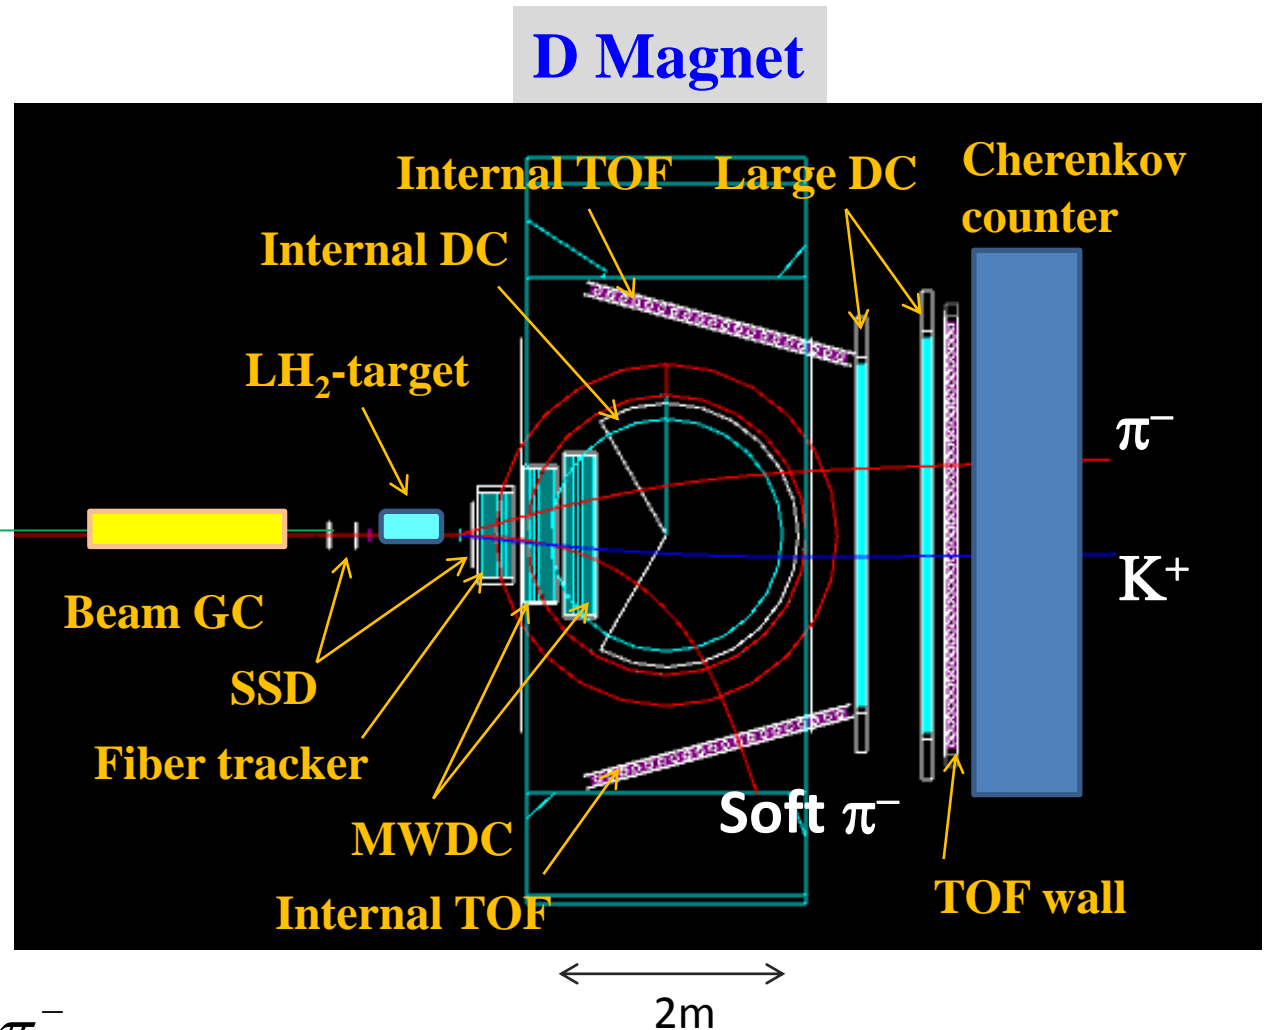 D Magnet
Internal TOF
Large DC
Cherenkov
counter
Internal DC
LH₂-target
π⁻
K⁺
Beam GC
SSD
Fiber tracker
MWDC
Soft π⁻
Internal TOF
TOF wall
2m
π⁻